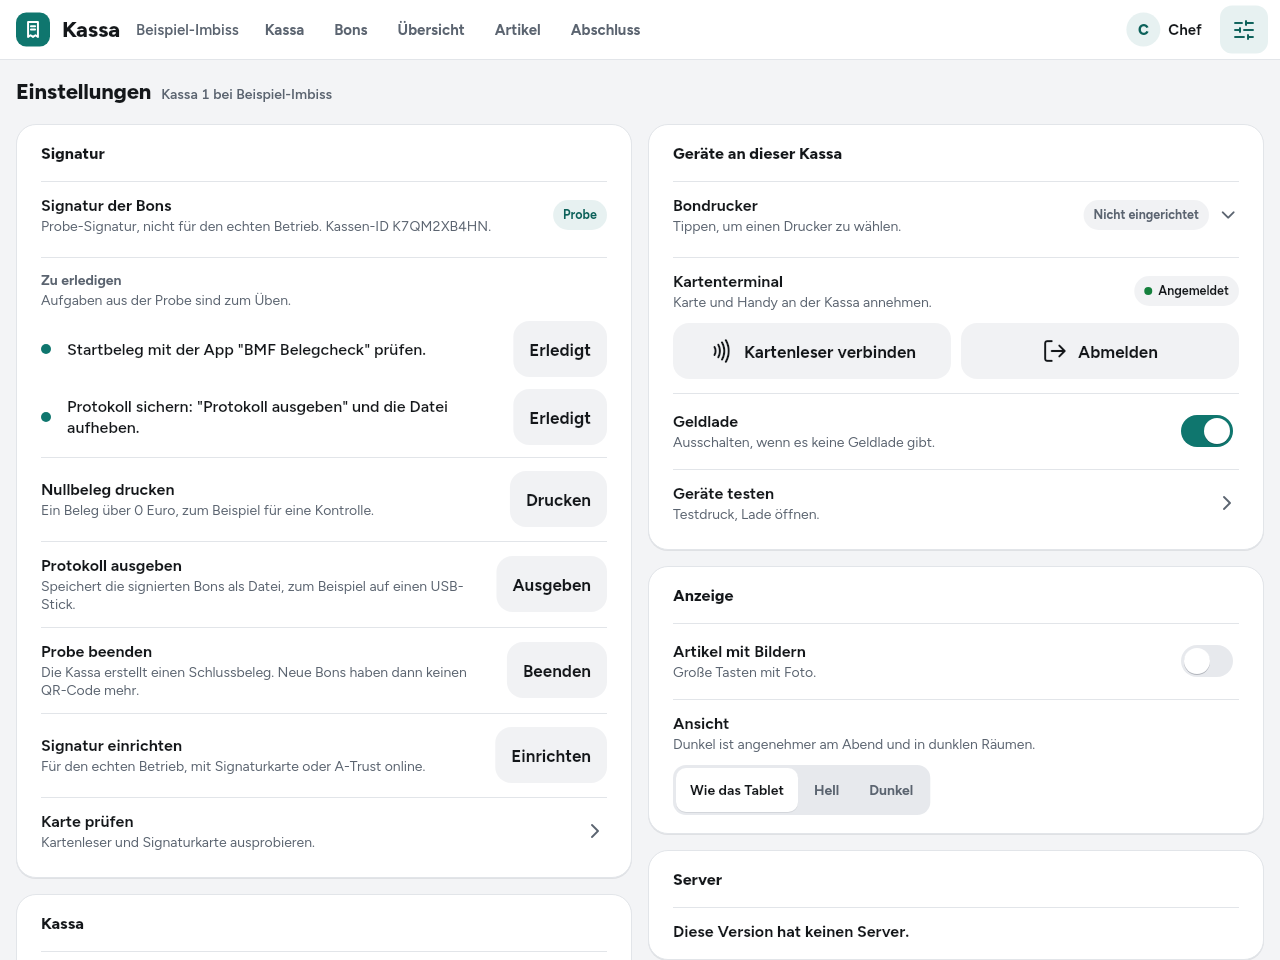 Kassa
Beispiel-Imbiss
Kassa
Bons
Übersicht
Artikel
Abschluss
C
Chef
Einstellungen
Kassa 1 bei Beispiel-Imbiss
Signatur
Signatur der Bons
Probe-Signatur, nicht für den echten Betrieb. Kassen-ID K7QM2XB4HN.
Probe
Zu erledigen
Aufgaben aus der Probe sind zum Üben.
Startbeleg mit der App "BMF Belegcheck" prüfen.
Erledigt
Protokoll sichern: "Protokoll ausgeben" und die Datei
aufheben.
Erledigt
Nullbeleg drucken
Ein Beleg über 0 Euro, zum Beispiel für eine Kontrolle.
Drucken
Protokoll ausgeben
Speichert die signierten Bons als Datei, zum Beispiel auf einen USB-
Stick.
Ausgeben
Probe beenden
Die Kassa erstellt einen Schlussbeleg. Neue Bons haben dann keinen
QR-Code mehr.
Beenden
Signatur einrichten
Für den echten Betrieb, mit Signaturkarte oder A-Trust online.
Einrichten
Karte prüfen
Kartenleser und Signaturkarte ausprobieren.
Kassa
Geräte an dieser Kassa
Bondrucker
Tippen, um einen Drucker zu wählen.
Nicht eingerichtet
Kartenterminal
Karte und Handy an der Kassa annehmen.
Angemeldet
Kartenleser verbinden
Abmelden
Geldlade
Ausschalten, wenn es keine Geldlade gibt.
Geräte testen
Testdruck, Lade öffnen.
Anzeige
Artikel mit Bildern
Große Tasten mit Foto.
Ansicht
Dunkel ist angenehmer am Abend und in dunklen Räumen.
Wie das Tablet
Hell
Dunkel
Server
Diese Version hat keinen Server.